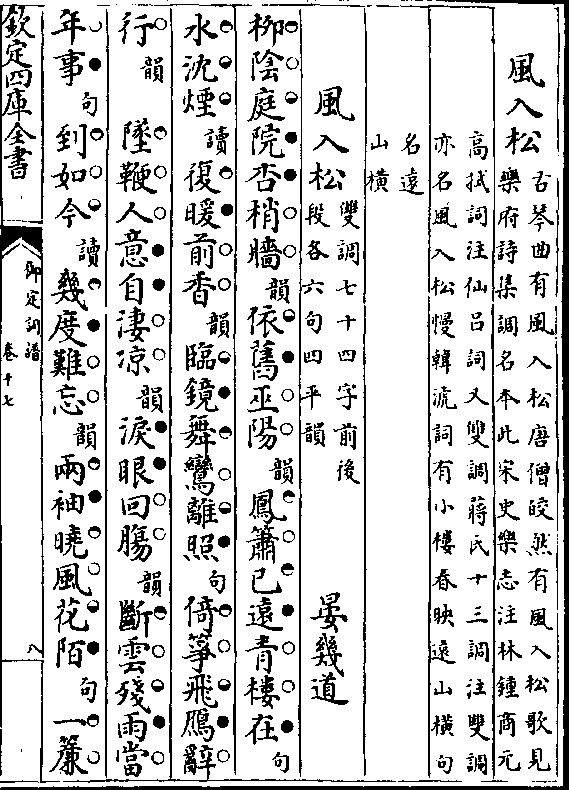 風入松 古琴曲有風入松唐僧皎然有風入松歌見
樂府詩集調名本此宋史樂志注林鐘商元
高拭詞注仙呂詞又雙調蔣氏十三調注雙調
亦名風入松慢韓淲詞有小樓春映遠山橫句
名遠
山橫
風入松 雙調七十四字前後
段各六句四平韻
晏幾道
柳陰庭院杏梢牆韻依舊巫陽韻鳳簫已遠青樓在句
水沈煙讀復暖前香韻臨鏡舞鸞離照句倚箏飛鴈辭
行韻墜鞭人意自淒涼韻淚眼回腸韻斷雲殘雨當
年事句到如今讀幾度難忘韻兩袖曉風花陌句一簾
欽定四庫全書
御定詞譜
卷十七
八